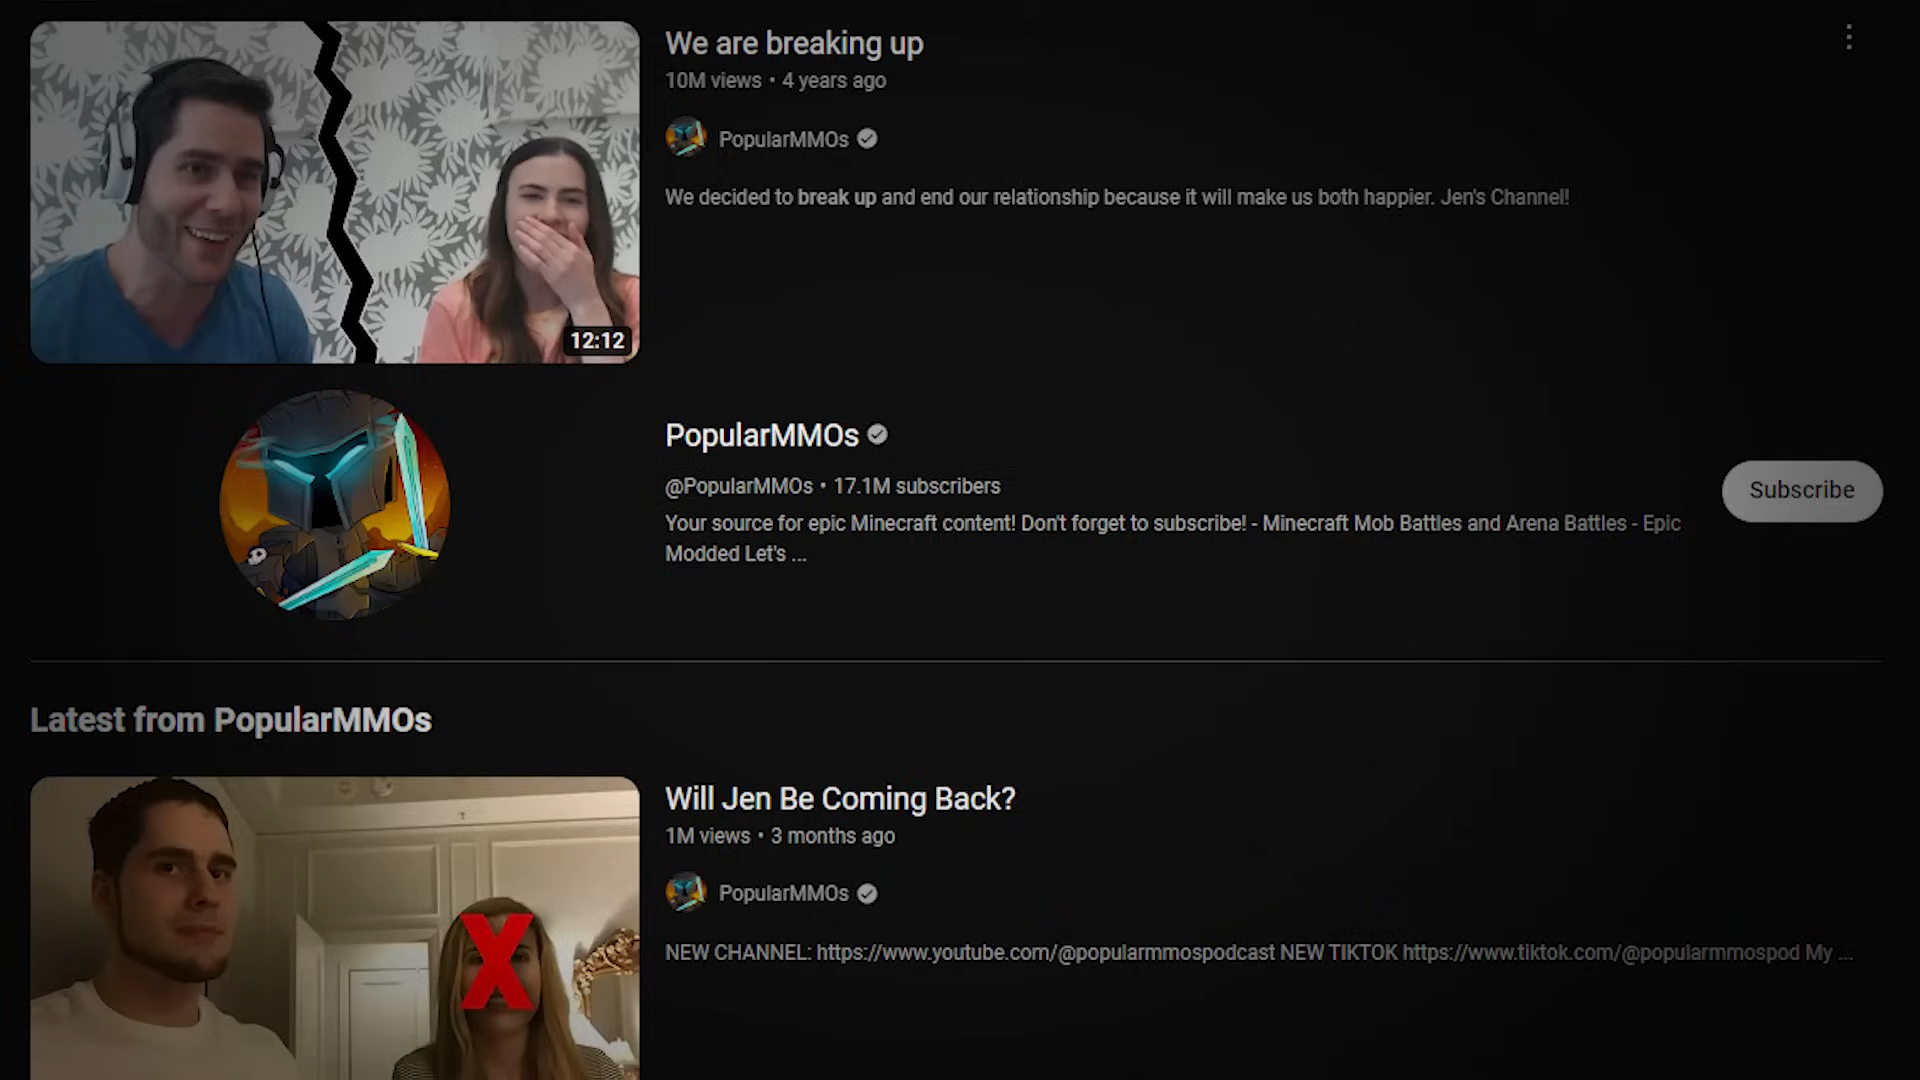 We are breaking up
10M views • 4 years ago
PopularMMOs
We decided to break up and end our relationship because it will make us both happier. Jen's Channel!
12:12
PopularMMOs
@PopularMMOs • 17.1M subscribers
Subscribe
Your source for epic Minecraft content! Don't forget to subscribe! - Minecraft Mob Battles and Arena Battles - Epic
Modded Let's ...
Latest from PopularMMOs
Will Jen Be Coming Back?
1M views • 3 months ago
PopularMMOs
X
NEW CHANNEL: https://www.youtube.com/@popularmmospodcast NEW TIKTOK https://www.tiktok.com/@popularmmospod My ...